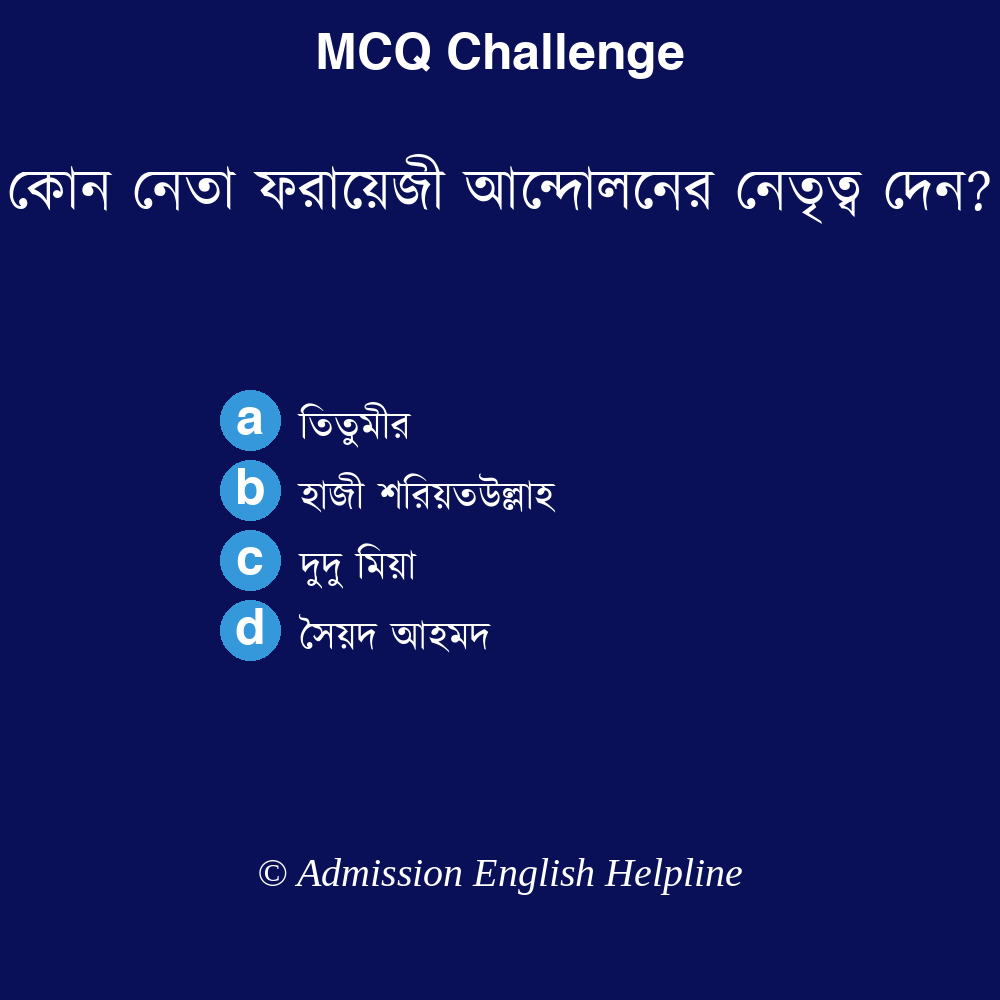 MCQ Challenge
কোন নেতা ফরায়েজী আন্দোলনের নেতৃত্ব দেন?
a তিতুমীর
b হাজী শরিয়তউল্লাহ
c দুদু মিয়া
d সৈয়দ আহমদ
© Admission English Helpline